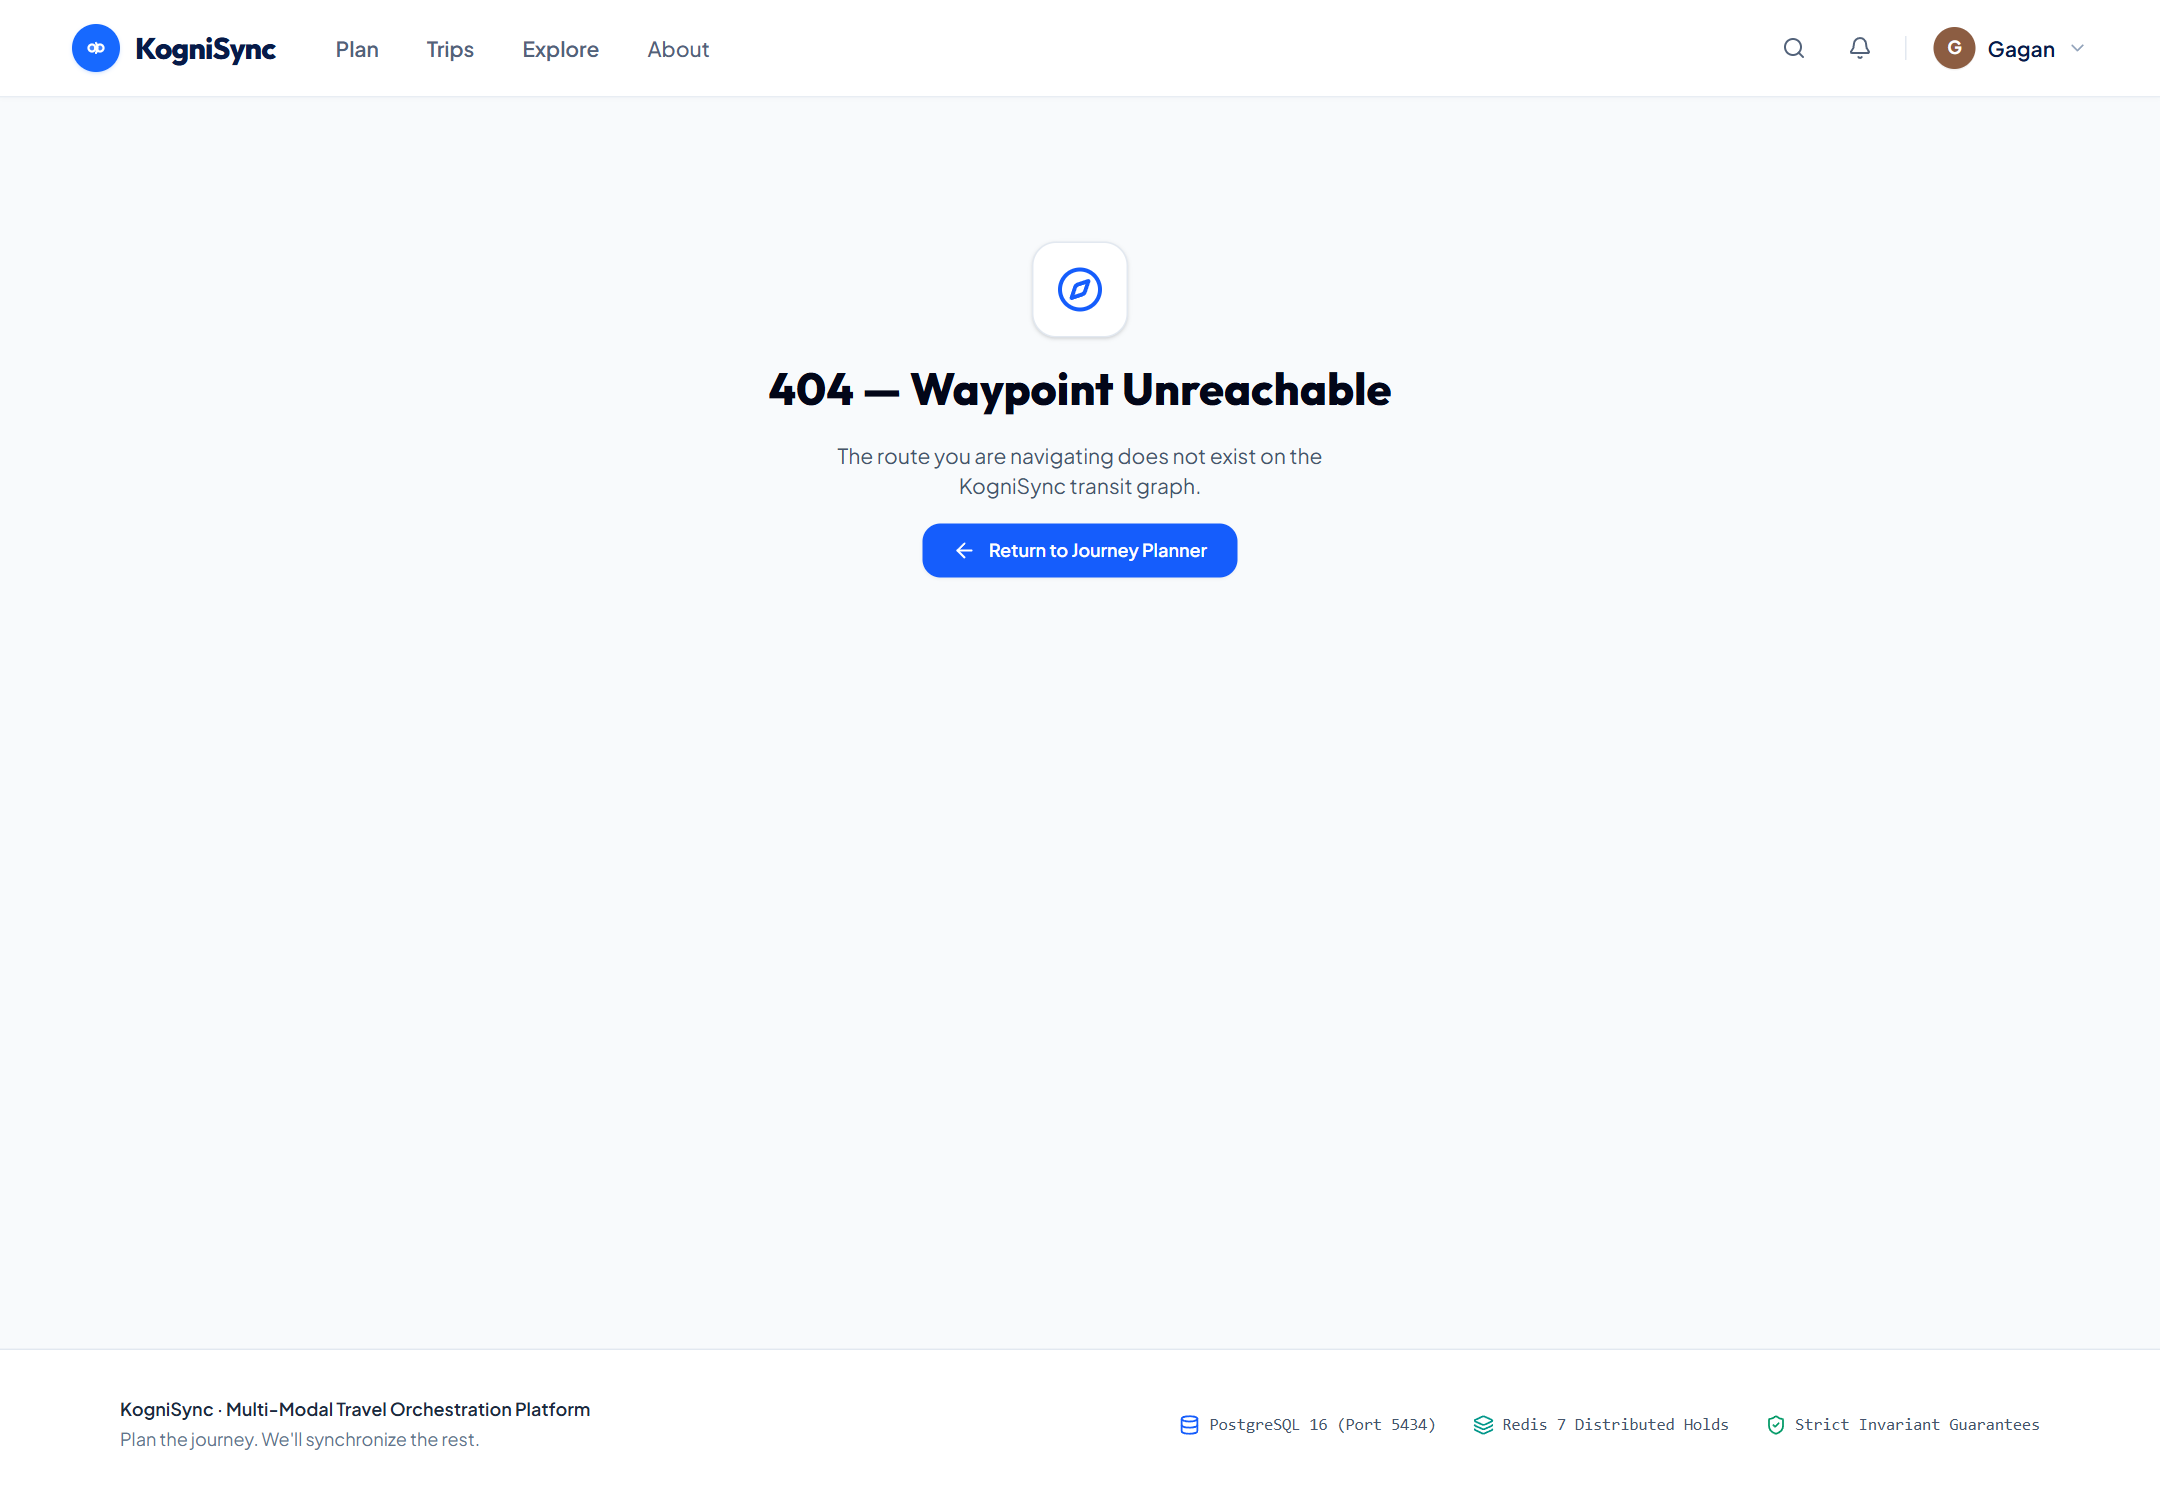 KogniSync
Plan
Trips
Explore
About
G
Gagan
404 — Waypoint Unreachable
The route you are navigating does not exist on the
KogniSync transit graph.
Return to Journey Planner
KogniSync · Multi-Modal Travel Orchestration Platform
Plan the journey. We'll synchronize the rest.
PostgreSQL 16 (Port 5434)
Redis 7 Distributed Holds
Strict Invariant Guarantees